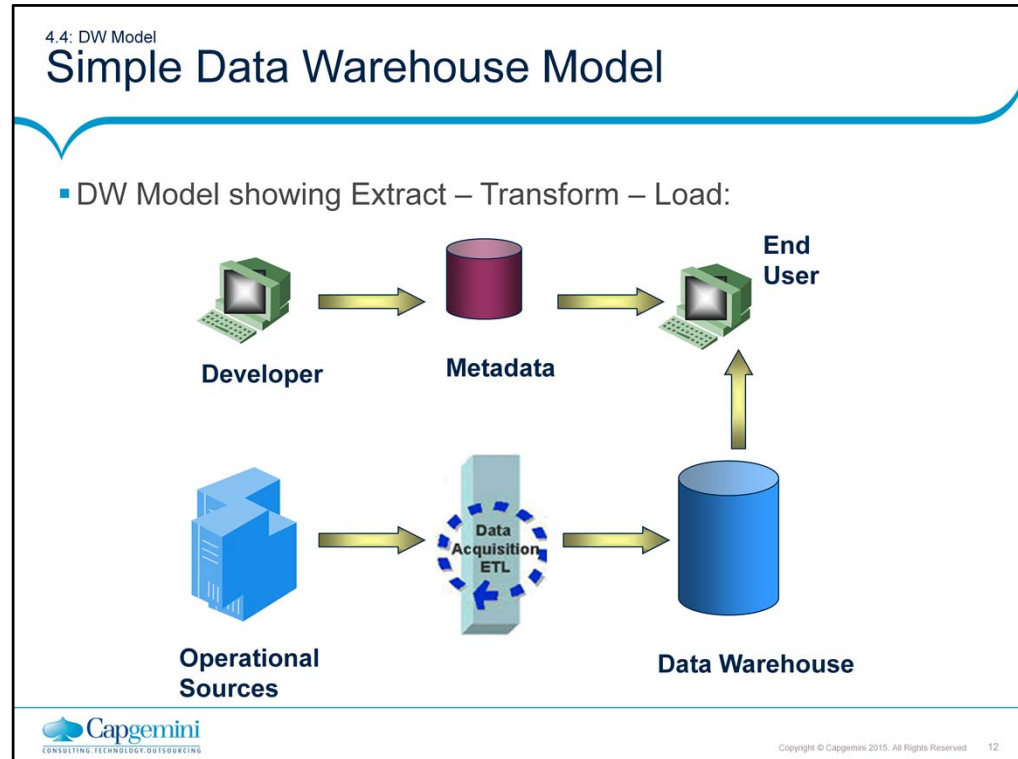 4.4: DW Model
Simple Data Warehouse Model
▪ DW Model showing Extract – Transform – Load:
End
User
Developer
Metadata
Data
Acquisition
ETL
Operational
Sources
Data Warehouse
Capgemini
CONSULTING.TECHNOLOGY.OUTSOURCING
Copyright © Capgemini 2015. All Rights Reserved 12